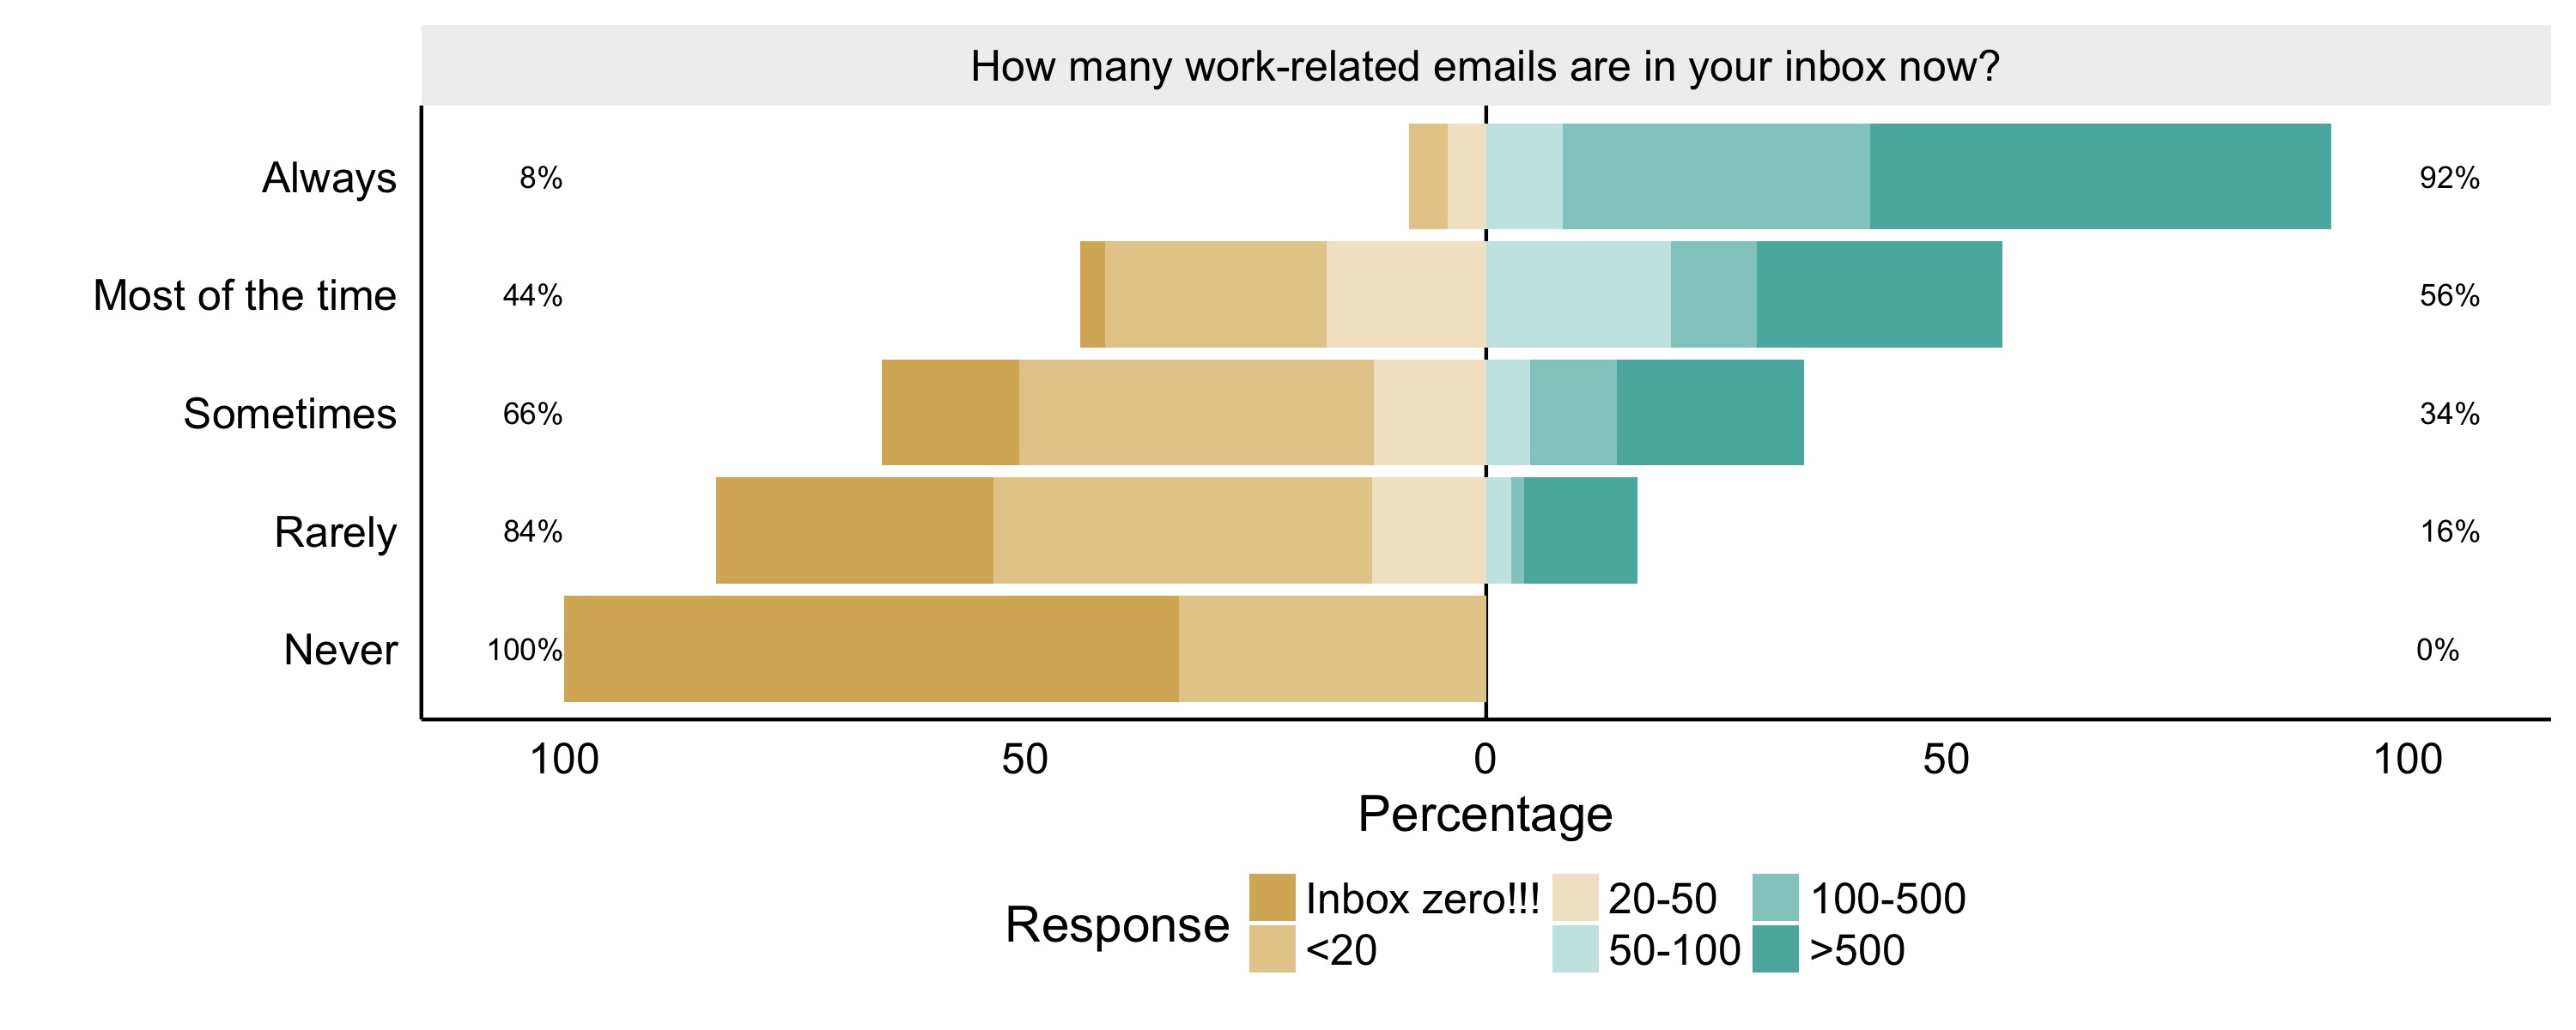 How many work-related emails are in your inbox now?
Always 8% 92%
Most of the time 44% 56%
Sometimes 66% 34%
Rarely 84% 16%
Never 100% 0%
100 50 0 50 100
Percentage
Response
Inbox zero!!! 20-50 100-500
<20 50-100 >500